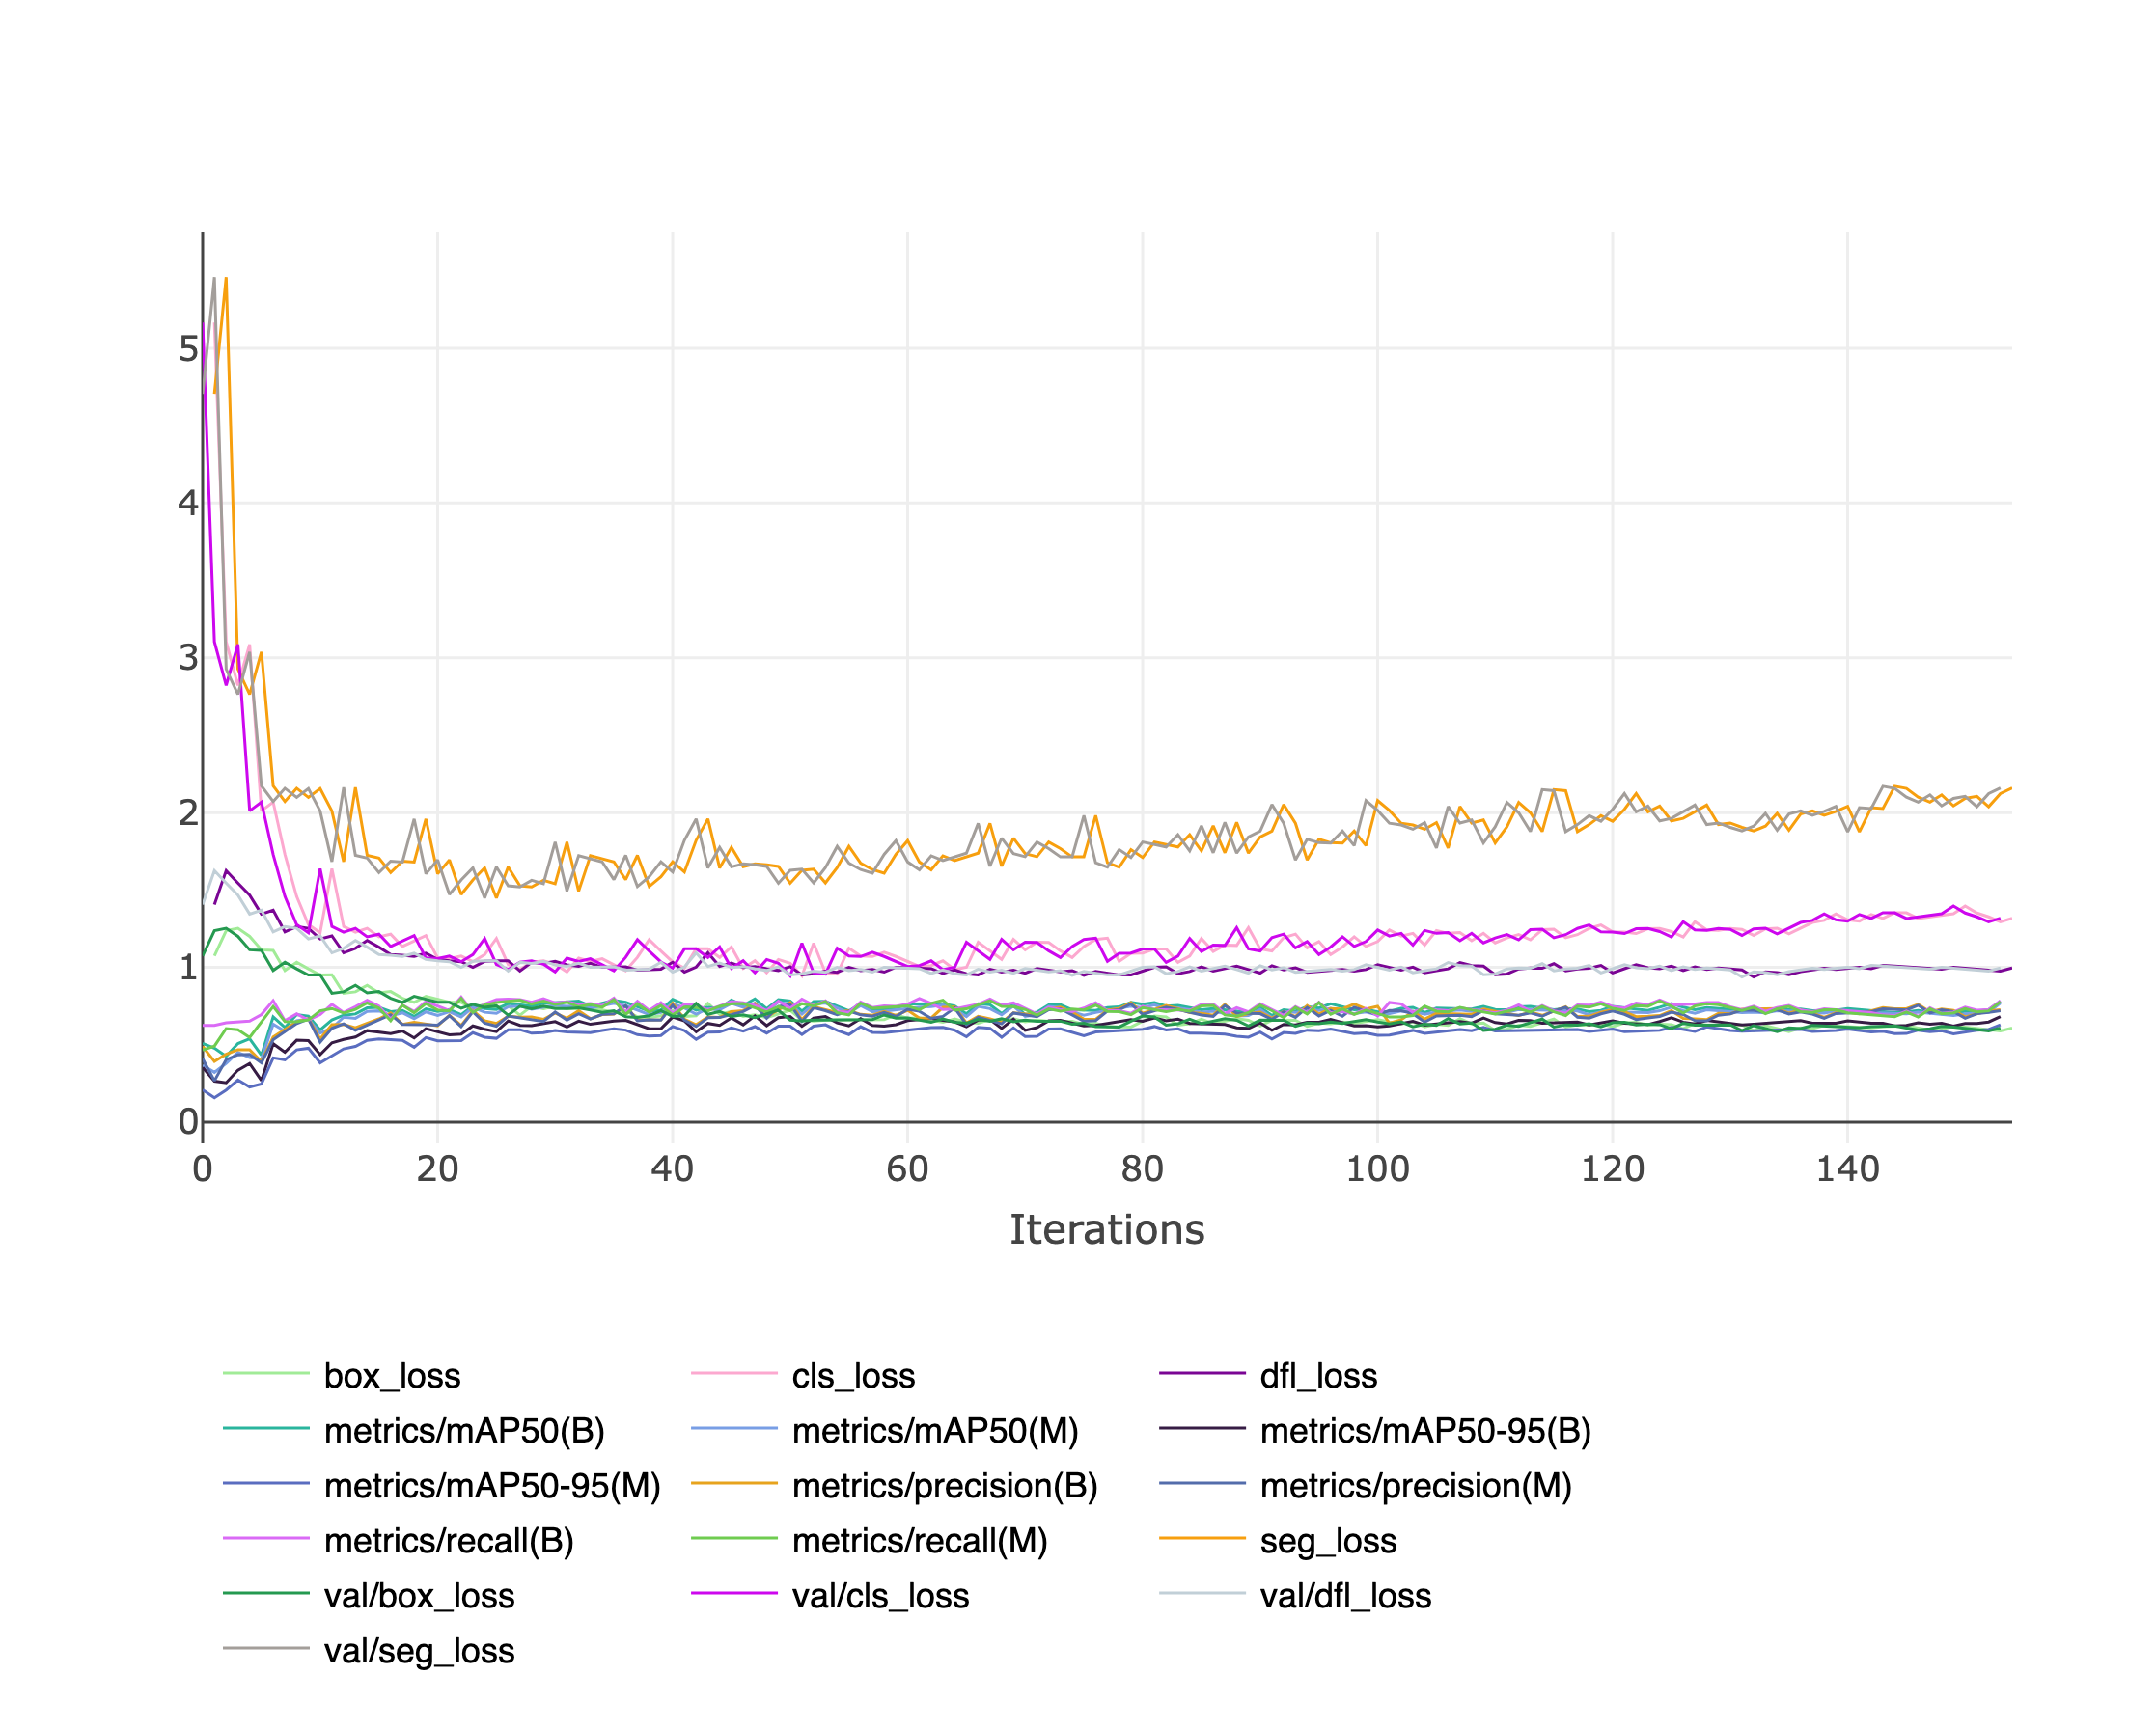 5
4
3
2
1
0
0 20 40 60 80 100 120 140
Iterations
box_loss cls_loss dfl_loss
metrics/mAP50(B) metrics/mAP50(M) metrics/mAP50-95(B)
metrics/mAP50-95(M) metrics/precision(B) metrics/precision(M)
metrics/recall(B) metrics/recall(M) seg_loss
val/box_loss val/cls_loss val/dfl_loss
val/seg_loss